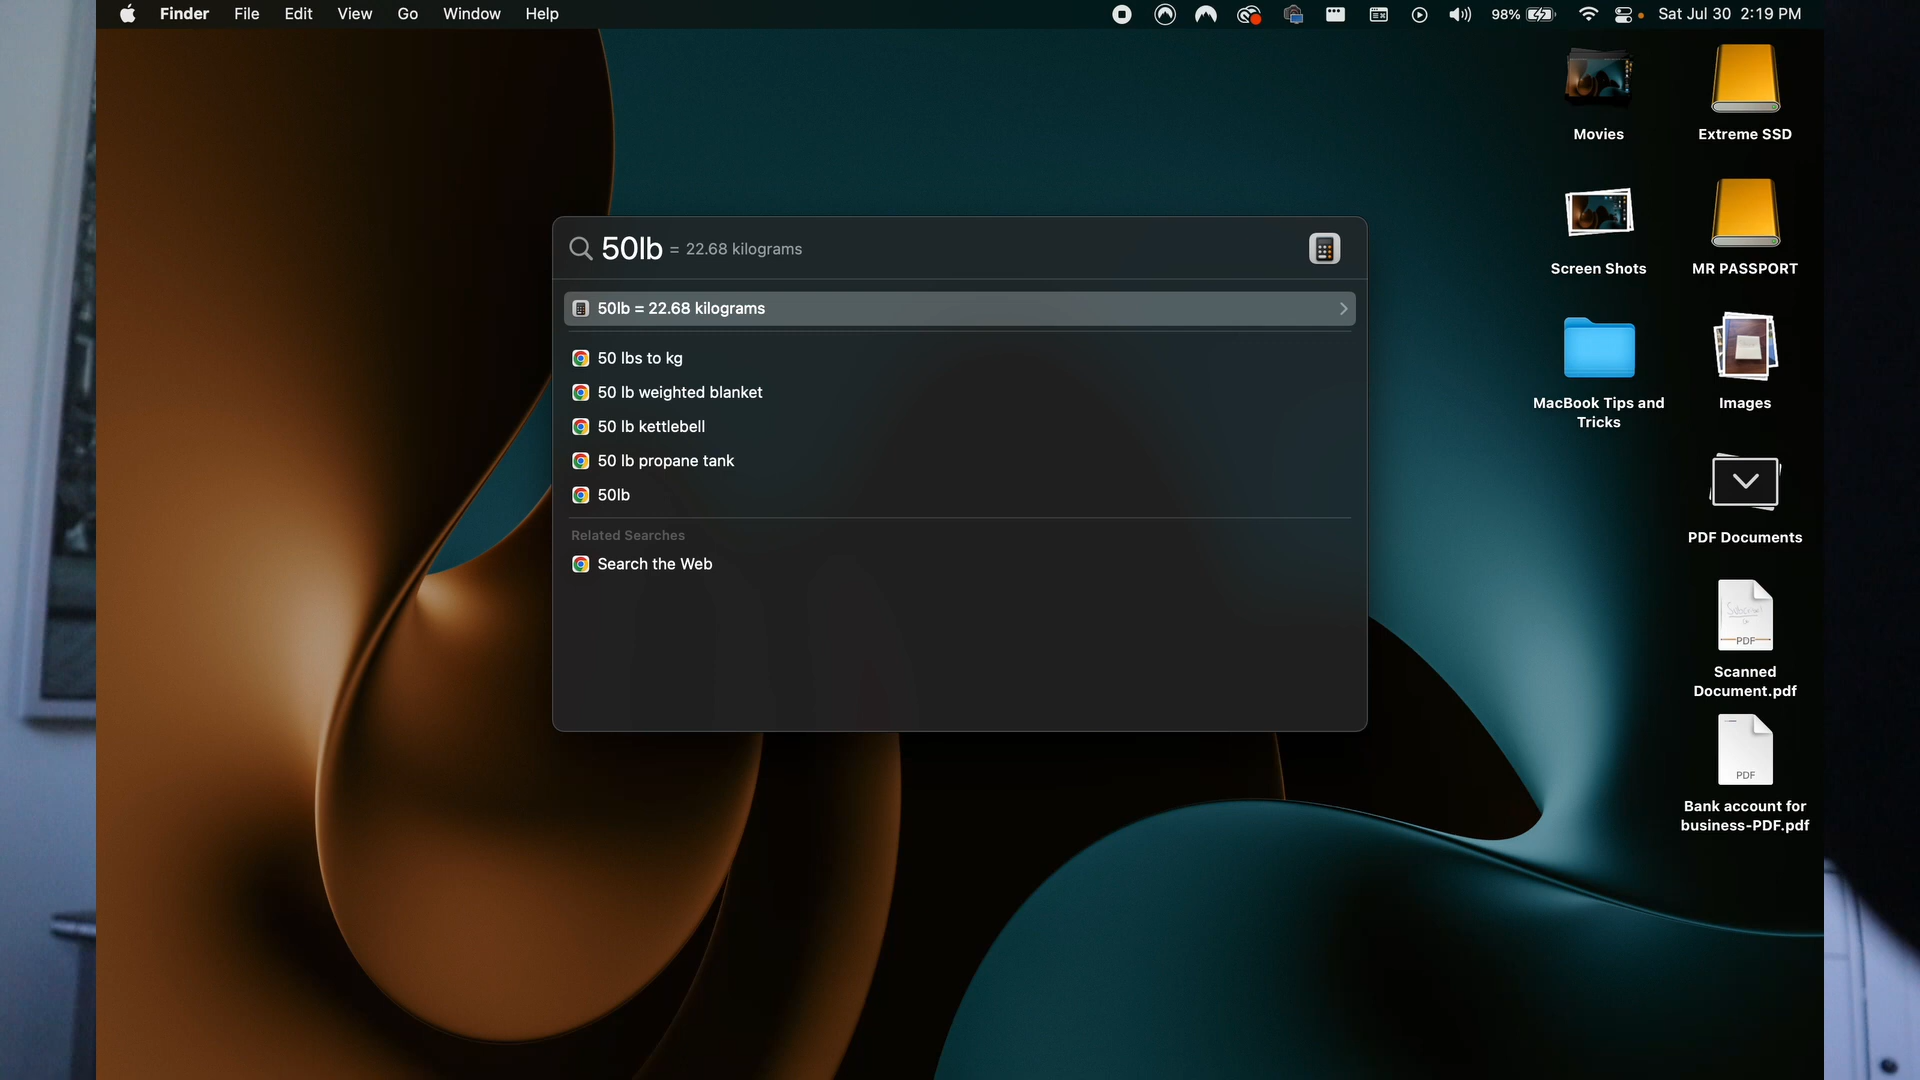 Finder File Edit View Go Window Help
98% Sat Jul 30 2:19 PM
Movies
Extreme SSD
Screen Shots
MR PASSPORT
MacBook Tips and
Tricks
Images
PDF Documents
PDF
Scanned
Document.pdf
PDF
Bank account for
business-PDF.pdf
50lb = 22.68 kilograms
50lb = 22.68 kilograms
50 lbs to kg
50 lb weighted blanket
50 lb kettlebell
50 lb propane tank
50lb
Related Searches
Search the Web